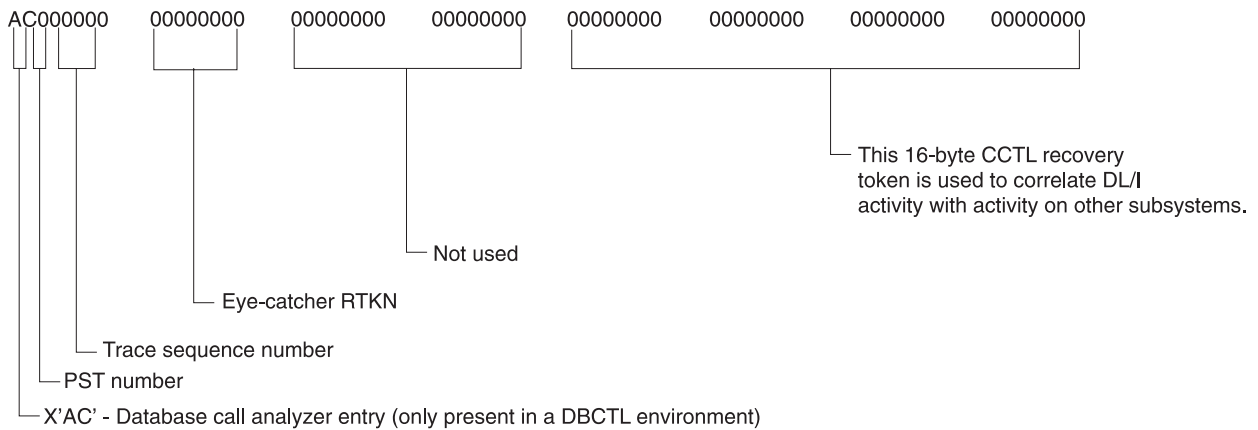 AC000000 00000000 00000000 00000000 00000000 00000000 00000000 00000000
This 16-byte CCTL recovery
token is used to correlate DL/I
activity with activity on other subsystems.
Not used
Eye-catcher RTKN
Trace sequence number
PST number
X'AC' - Database call analyzer entry (only present in a DBCTL environment)